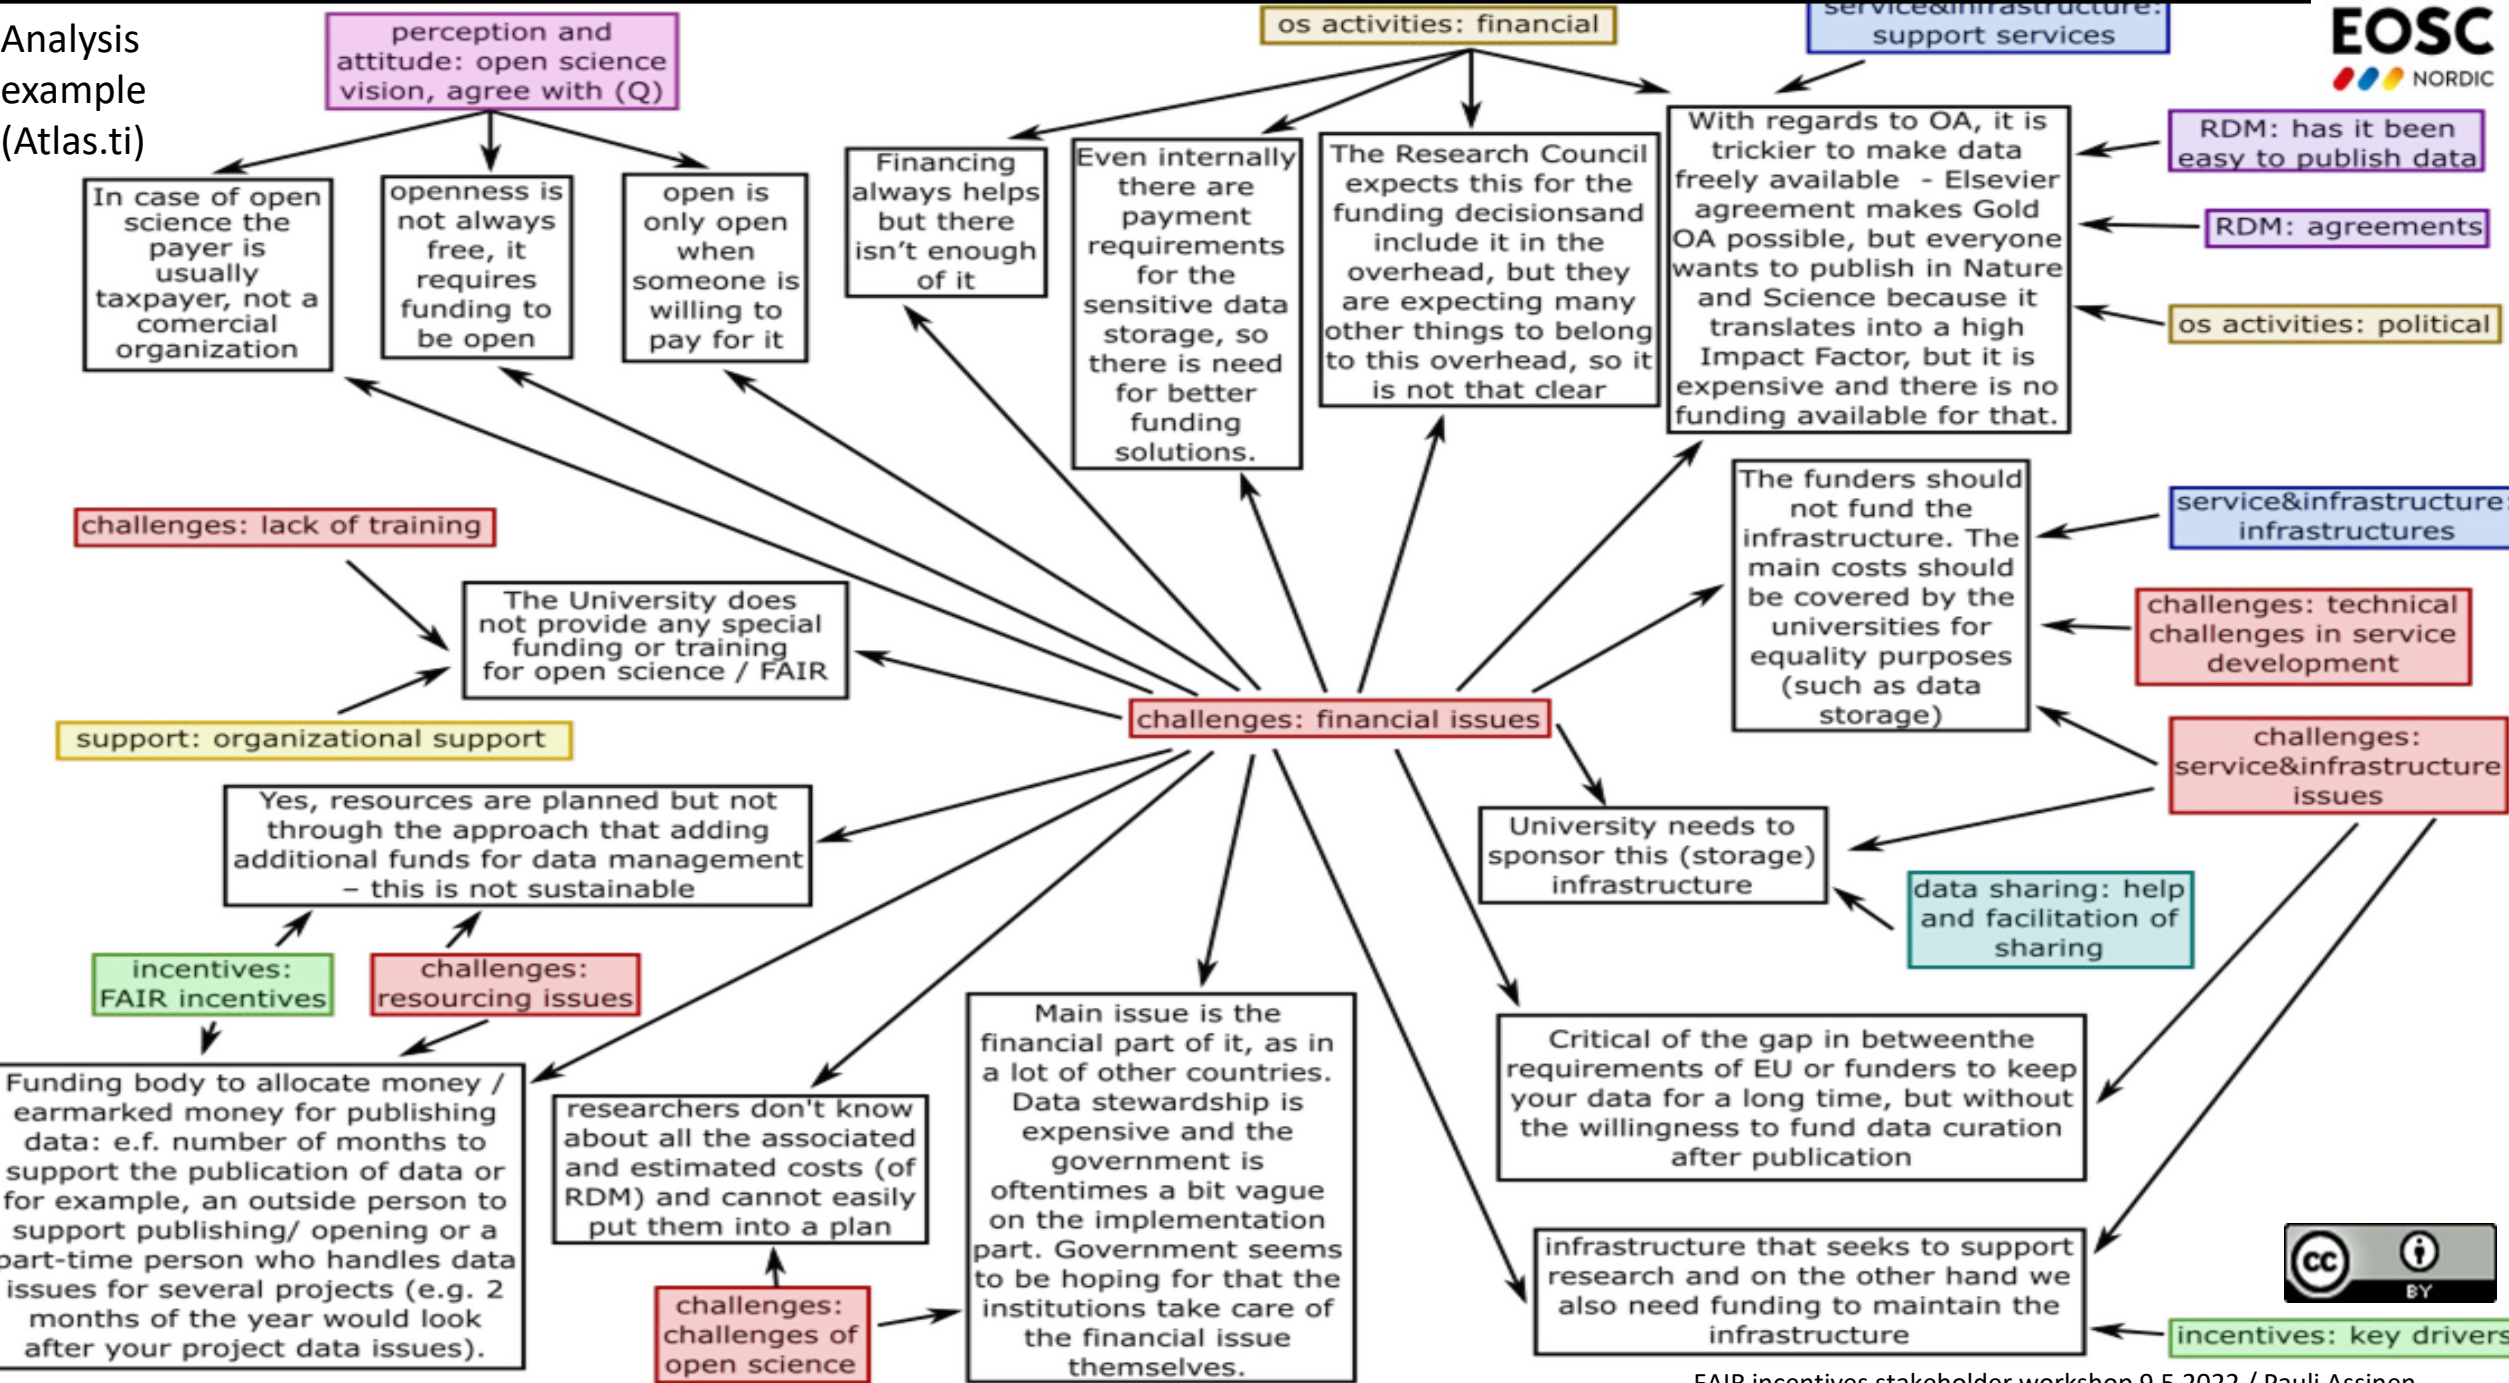 Analysis
example
(Atlas.ti)
perception and
attitude: open science
vision, agree with (Q)
os activities: financial
service&infrastructure:
support services
EOSC
NORDIC
In case of open
science the
payer is
usually
taxpayer, not a
comercial
organization
openness is
not always
free, it
requires
funding to
be open
open is
only open
when
someone is
willing to
pay for it
Financing
always helps
but there
isn't enough
of it
Even internally
there are
payment
requirements
for the
sensitive data
storage, so
there is need
for better
funding
solutions.
The Research Council
expects this for the
funding decisionsand
include it in the
overhead, but they
are expecting many
other things to belong
to this overhead, so it
is not that clear
With regards to OA, it is
trickier to make data
freely available - Elsevier
agreement makes Gold
OA possible, but everyone
wants to publish in Nature
and Science because it
translates into a high
Impact Factor, but it is
expensive and there is no
funding available for that.
RDM: has it been
easy to publish data
RDM: agreements
os activities: political
challenges: lack of training
The University does
not provide any special
funding or training
for open science / FAIR
support: organizational support
challenges: financial issues
The funders should
not fund the
infrastructure. The
main costs should
be covered by the
universities for
equality purposes
(such as data
storage)
service&infrastructure:
infrastructures
challenges: technical
challenges in service
development
challenges:
service&infrastructure
issues
Yes, resources are planned but not
through the approach that adding
additional funds for data management
– this is not sustainable
University needs to
sponsor this (storage)
infrastructure
data sharing: help
and facilitation of
sharing
incentives:
FAIR incentives
challenges:
resourcing issues
Funding body to allocate money /
earmarked money for publishing
data: e.f. number of months to
support the publication of data or
for example, an outside person to
support publishing/ opening or a
part-time person who handles data
issues for several projects (e.g. 2
months of the year would look
after your project data issues).
researchers don't know
about all the associated
and estimated costs (of
RDM) and cannot easily
put them into a plan
challenges:
challenges of
open science
Main issue is the
financial part of it, as in
a lot of other countries.
Data stewardship is
expensive and the
government is
oftentimes a bit vague
on the implementation
part. Government seems
to be hoping for that the
institutions take care of
the financial issue
themselves.
Critical of the gap in betweenthe
requirements of EU or funders to keep
your data for a long time, but without
the willingness to fund data curation
after publication
infrastructure that seeks to support
research and on the other hand we
also need funding to maintain the
infrastructure
incentives: key drivers
cc
BY
FAIR incentives stakeholder workshop 9.5.2022 / Pauli Assinen